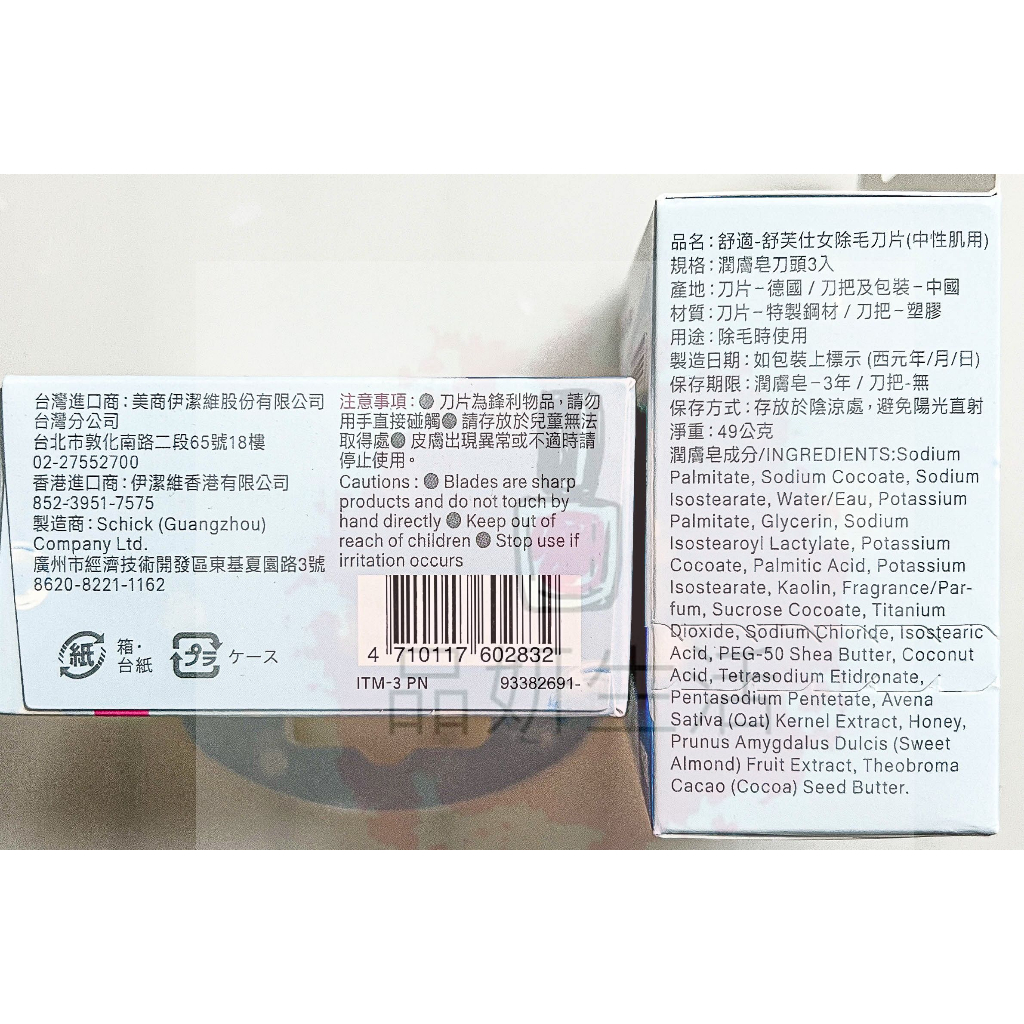 台灣進口商：美商伊潔維股份有限公司
台灣分公司
台北市敦化南路二段65號18樓
02-27552700
香港進口商：伊潔維香港有限公司
852-3951-7575
製造商：Schick (Guangzhou)
Company Ltd.
廣州市經濟技術開發區東基夏園路3號
8620-8221-1162
紙
箱・
台紙
プラ
ケース
注意事項：● 刀片為鋒利物品，請勿
用手直接碰觸● 請存放於兒童無法
取得處● 皮膚出現異常或不適時請
停止使用。
Cautions : ● Blades are sharp
products and do not touch by
hand directly ● Keep out of
reach of children ● Stop use if
irritation occurs
4 710117 602832
ITM-3 PN 93382691-
品妍生活
品名：舒適-舒芙仕女除毛刀片(中性肌用)
規格：潤膚皂刀頭3入
產地：刀片－德國 / 刀把及包裝－中國
材質：刀片－特製鋼材 / 刀把－塑膠
用途：除毛時使用
製造日期：如包裝上標示 (西元年/月/日)
保存期限：潤膚皂－3年 / 刀把-無
保存方式：存放於陰涼處，避免陽光直射
淨重：49公克
潤膚皂成分/INGREDIENTS:Sodium
Palmitate, Sodium Cocoate, Sodium
Isostearate, Water/Eau, Potassium
Palmitate, Glycerin, Sodium
Isostearoyl Lactylate, Potassium
Cocoate, Palmitic Acid, Potassium
Isostearate, Kaolin, Fragrance/Par-
fum, Sucrose Cocoate, Titanium
Dioxide, Sodium Chloride, Isostearic
Acid, PEG-50 Shea Butter, Coconut
Acid, Tetrasodium Etidronate,
Pentasodium Pentetate, Avena
Sativa (Oat) Kernel Extract, Honey,
Prunus Amygdalus Dulcis (Sweet
Almond) Fruit Extract, Theobroma
Cacao (Cocoa) Seed Butter.